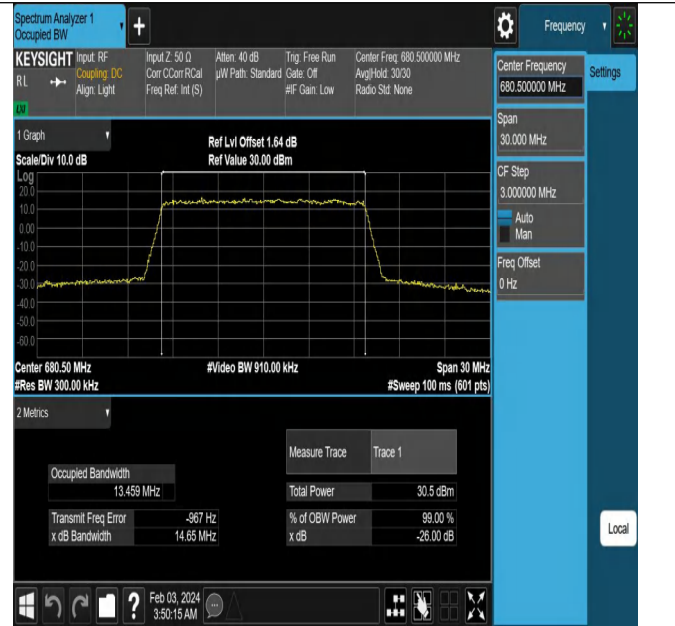 Spectrum Analyzer 1
Occupied BW
Frequency
KEYSIGHT
RL
Input: RF
Coupling: DC
Align: Light
Input Z: 50 Ω
Corr CCorr RCal
Freq Ref: Int (S)
Atten: 40 dB
µW Path: Standard
Trig: Free Run
Gate: Off
#IF Gain: Low
Center Freq: 680.500000 MHz
Avg|Hold: 30/30
Radio Std: None
Center Frequency
680.500000 MHz
Settings
Span
30.000 MHz
CF Step
3.000000 MHz
Auto
Man
Freq Offset
0 Hz
Local
1 Graph
Scale/Div 10.0 dB
Ref Lvl Offset 1.64 dB
Ref Value 30.00 dBm
Log
20.0
10.0
0.00
-10.0
-20.0
-30.0
-40.0
-50.0
-60.0
Center 680.50 MHz
#Video BW 910.00 kHz
Span 30 MHz
#Res BW 300.00 kHz
#Sweep 100 ms (601 pts)
2 Metrics
Measure Trace
Trace 1
Occupied Bandwidth
13.459 MHz
Total Power
30.5 dBm
Transmit Freq Error
-967 Hz
% of OBW Power
99.00 %
x dB Bandwidth
14.65 MHz
x dB
-26.00 dB
?
Feb 03, 2024
3:50:15 AM